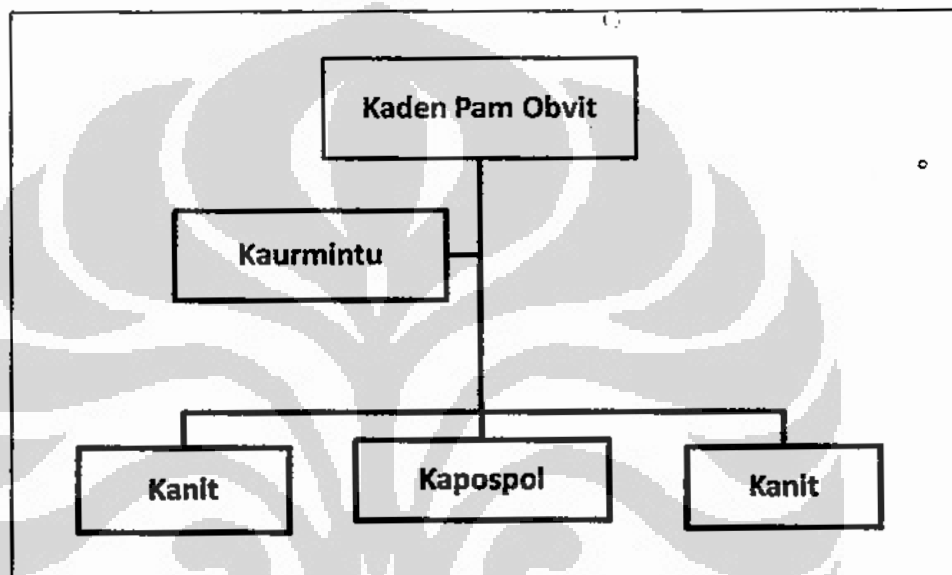 Kaden Pam Obvit
Kaurmintu
Kanit
Kapospol
Kanit